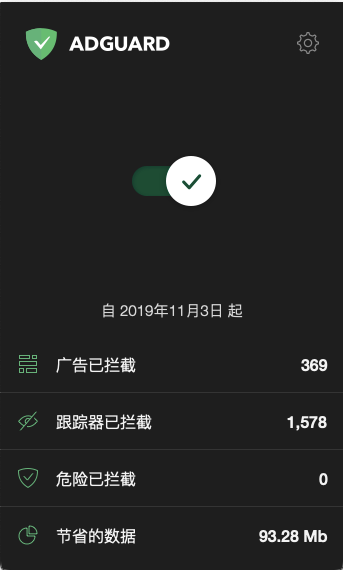 ADGUARD
自 2019年11月3日 起
广告已拦截 369
跟踪器已拦截 1,578
危险已拦截 0
节省的数据 93.28 Mb